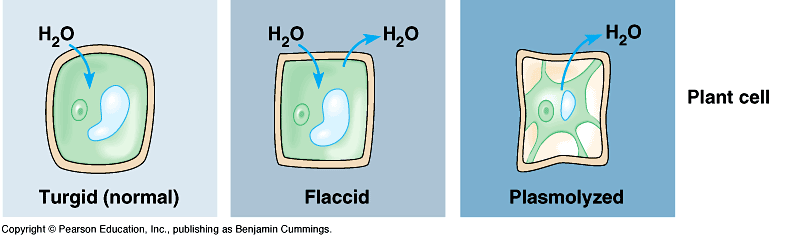 H₂O
H₂O
H₂O
H₂O
Plant cell
Turgid (normal)
Flaccid
Plasmolyzed
Copyright © Pearson Education, Inc., publishing as Benjamin Cummings.